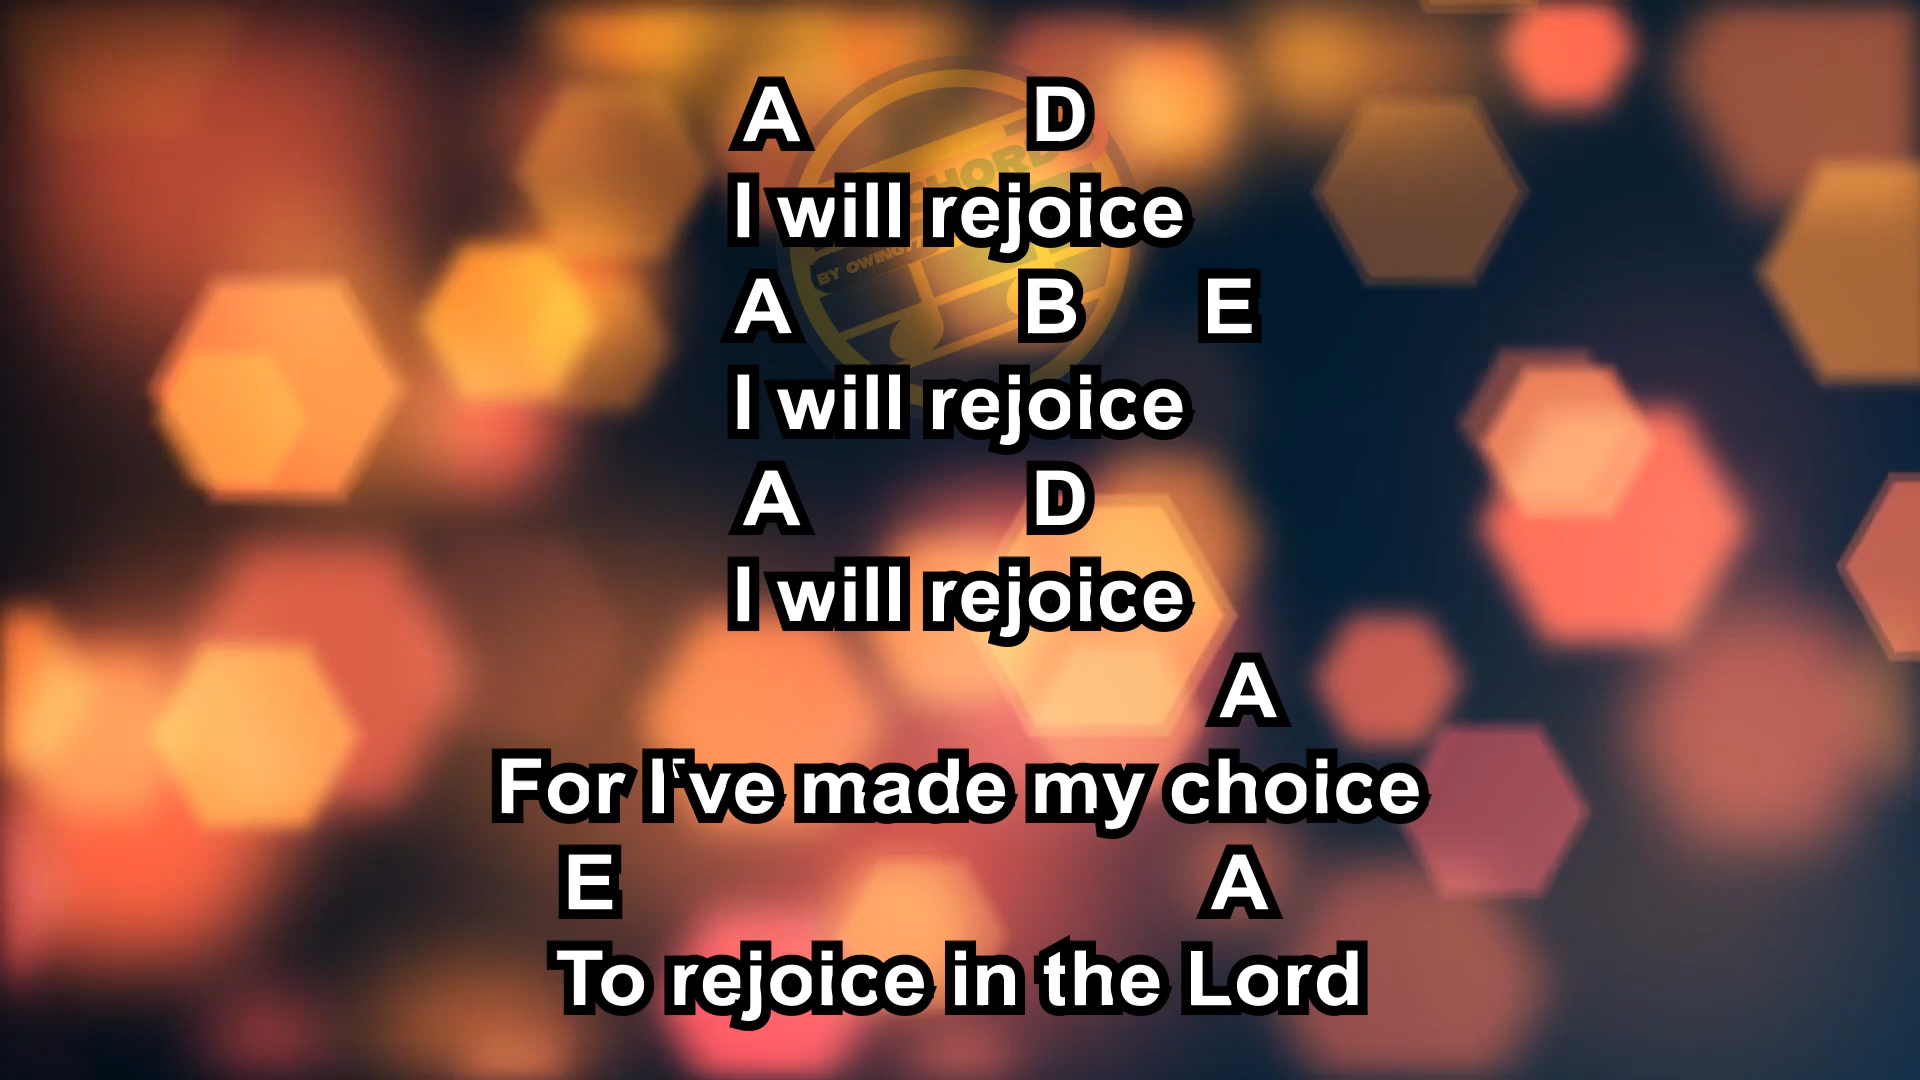 A D
I will rejoice
A B E
I will rejoice
A D
I will rejoice
A
For I've made my choice
E A
To rejoice in the Lord